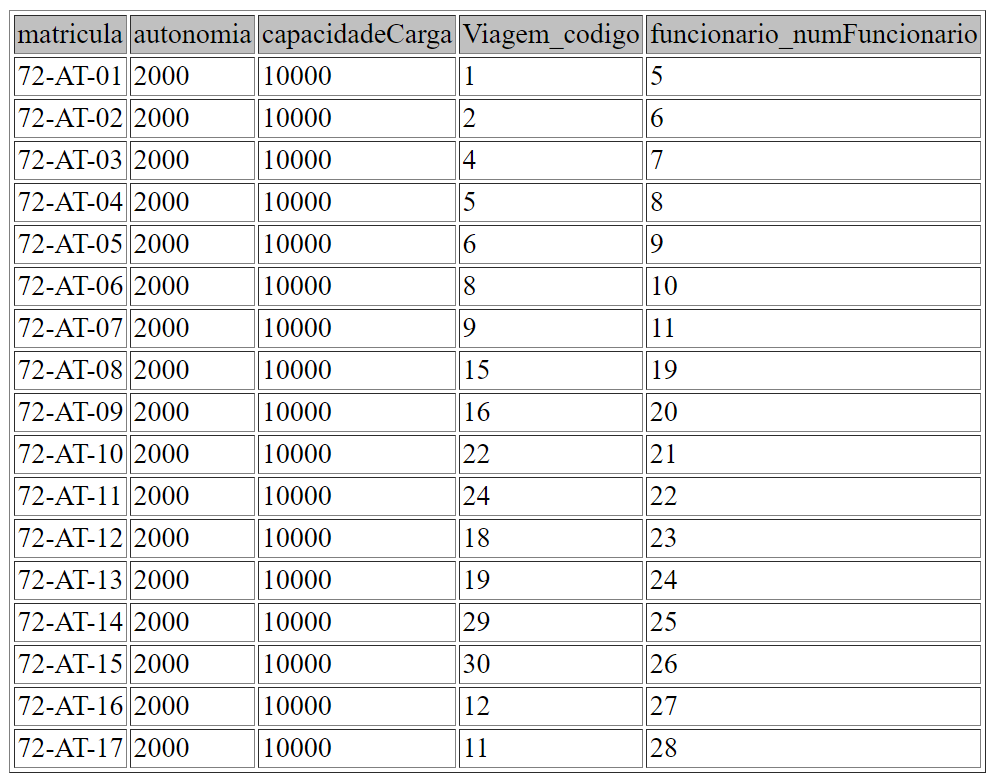 matricula autonomia capacidadeCarga Viagem_codigo funcionario_numFuncionario
72-AT-01 2000 10000 1 5
72-AT-02 2000 10000 2 6
72-AT-03 2000 10000 4 7
72-AT-04 2000 10000 5 8
72-AT-05 2000 10000 6 9
72-AT-06 2000 10000 8 10
72-AT-07 2000 10000 9 11
72-AT-08 2000 10000 15 19
72-AT-09 2000 10000 16 20
72-AT-10 2000 10000 22 21
72-AT-11 2000 10000 24 22
72-AT-12 2000 10000 18 23
72-AT-13 2000 10000 19 24
72-AT-14 2000 10000 29 25
72-AT-15 2000 10000 30 26
72-AT-16 2000 10000 12 27
72-AT-17 2000 10000 11 28